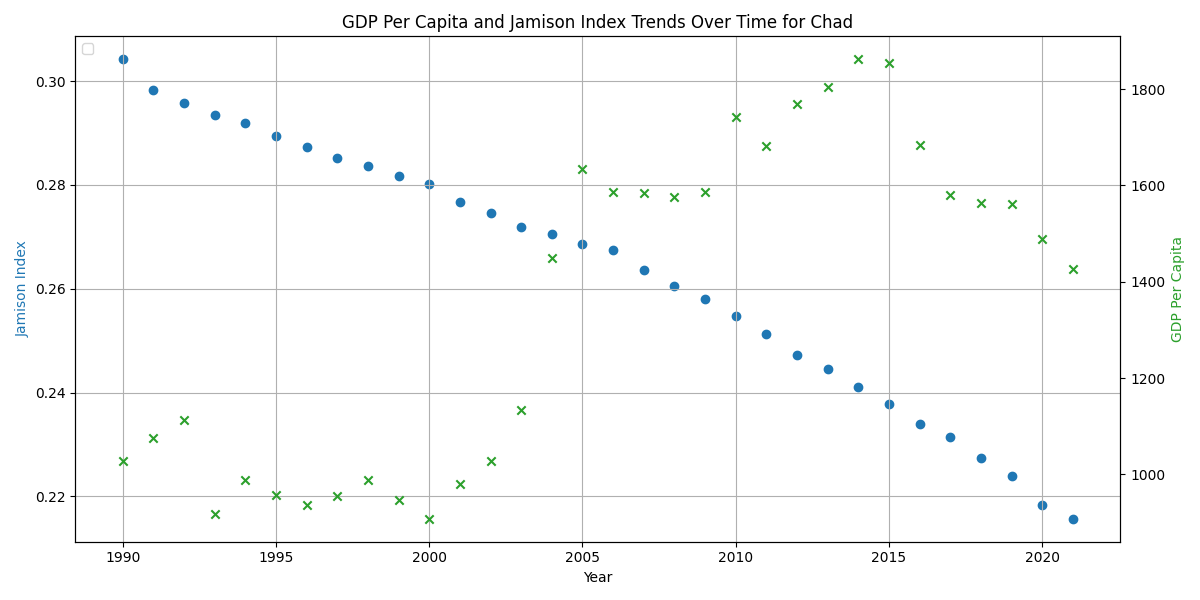 GDP Per Capita and Jamison Index Trends Over Time for Chad
Jamison Index
0.30
0.28
0.26
0.24
0.22
1800
1600
1400
1200
1000
GDP Per Capita
1990 1995 2000 2005 2010 2015 2020
Year